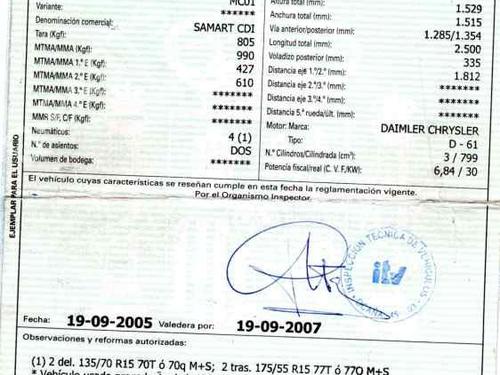 Variante: MC01
******
Denominación comercial: SAMART CDI
Tara (Kgf): 805
MTMA/MMA (Kgf): 990
MTMA/MMA 1.ª E (Kgf): 427
MTMA/MMA 2.ª E (Kgf): 610
MTMA/MMA 3.ª E (Kgf): *******
MTMA/MMA 4.ª E (Kgf): *******
MMR S/F, C/F (Kgf): *******
Neumáticos: 4 (1)
N.º de asientos: DOS
Volumen de bodega: ******
Altura total (mm): 1.529
Anchura total (mm): 1.515
Vía anterior/posterior (mm): 1.285/1.354
Longitud total (mm): 2.500
Voladizo posterior (mm): 335
Distancia eje 1.º/2.º (mm): 1.812
Distancia eje 2.º/3.º (mm): *******
Distancia eje 3.º/4.º (mm): *******
Distancia 5.ª rueda/últ. (mm): *******
Motor: Marca: DAIMLER CHRYSLER
Tipo: D - 61
N.º Cilindros/Cilindrada (cm³): 3 / 799
Potencia fiscal/real (C. V. F/KW): 6,84 / 30
EJEMPLAR PARA EL USUARIO
El vehículo cuyas características se reseñan cumple en esta fecha la reglamentación vigente.
Por el Organismo Inspector,
INSPECCIÓN TECNICA DE VEHICULOS
itv
Fecha: 19-09-2005 Valedera por: 19-09-2007
Observaciones y reformas autorizadas:
(1) 2 del. 135/70 R15 70T ó 70q M+S; 2 tras. 175/55 R15 77T ó 77Q M+S